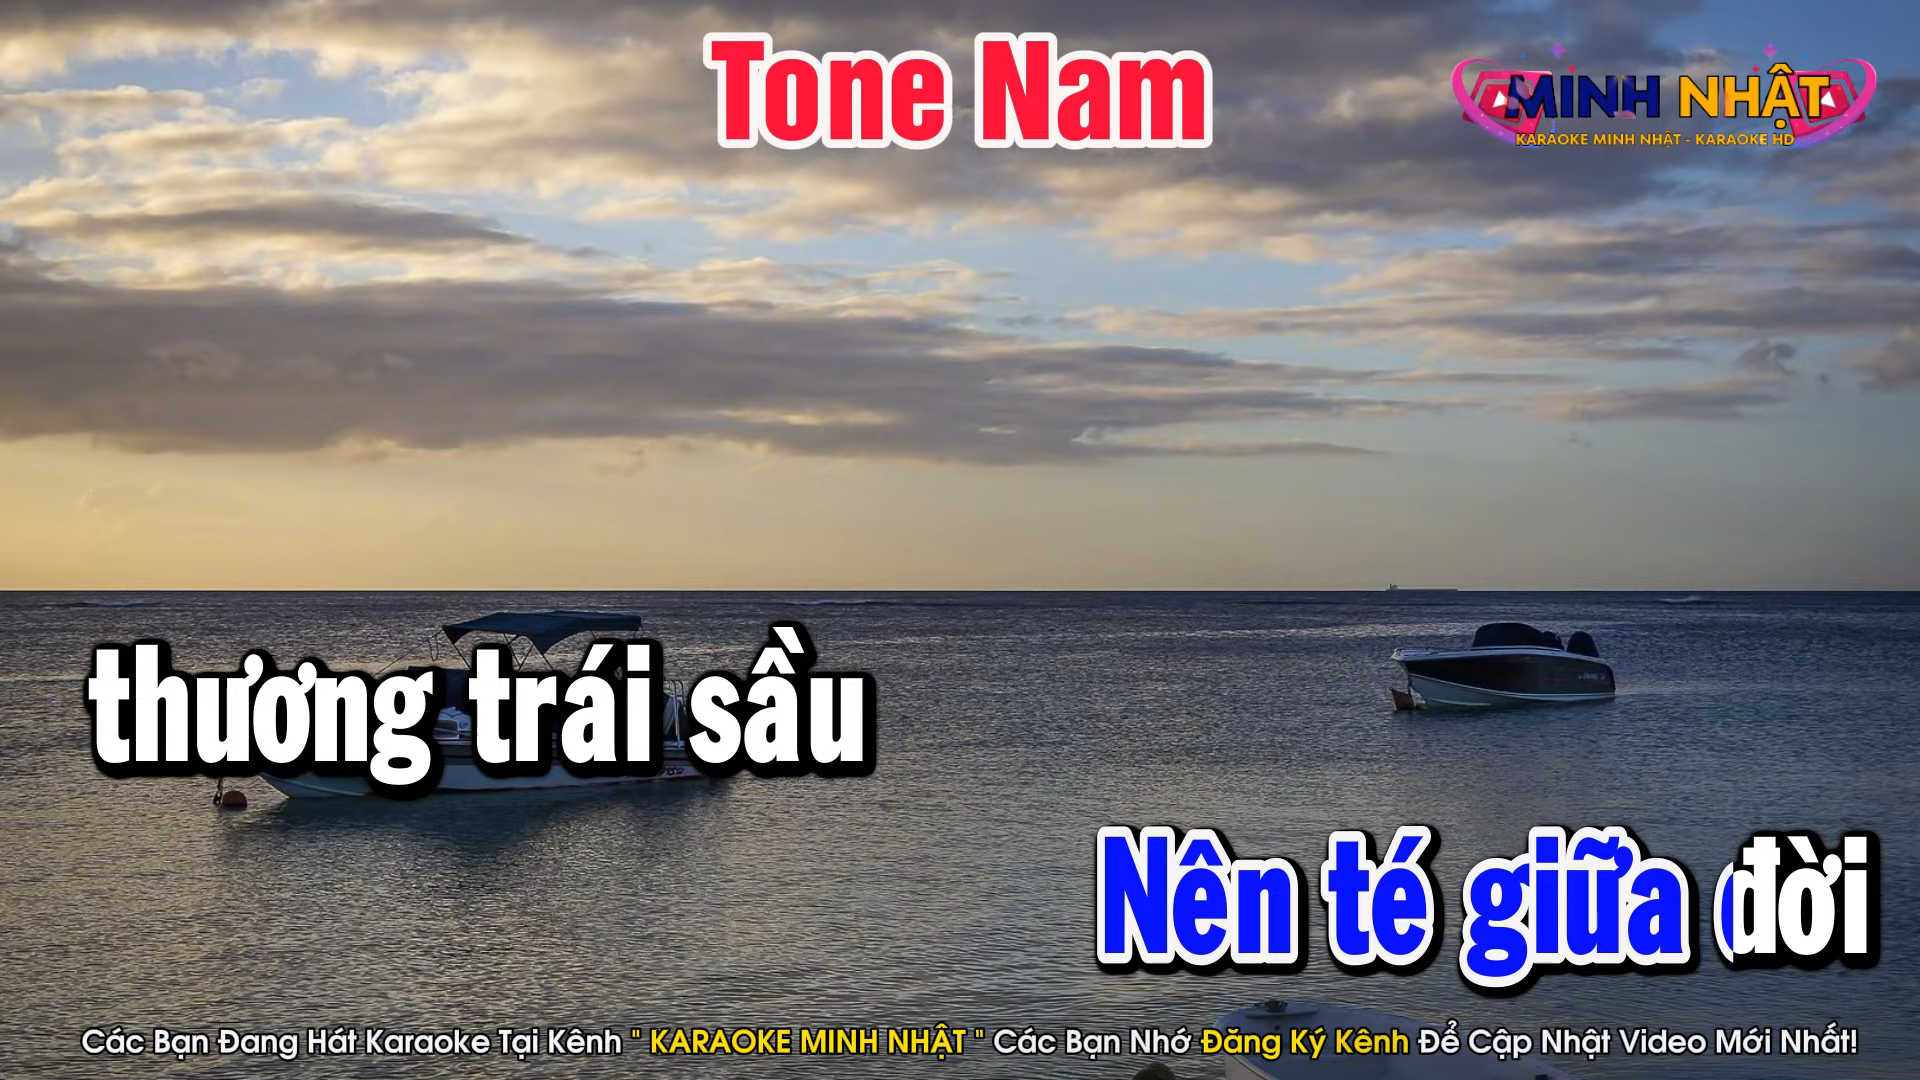 Tone Nam
MINH NHẬT
KARAOKE MINH NHẬT - KARAOKE HD
thương trái sầu
Nên té giữa đời
Các Bạn Đang Hát Karaoke Tại Kênh " KARAOKE MINH NHẬT " Các Bạn Nhớ Đăng Ký Kênh Để Cập Nhật Video Mới Nhất!